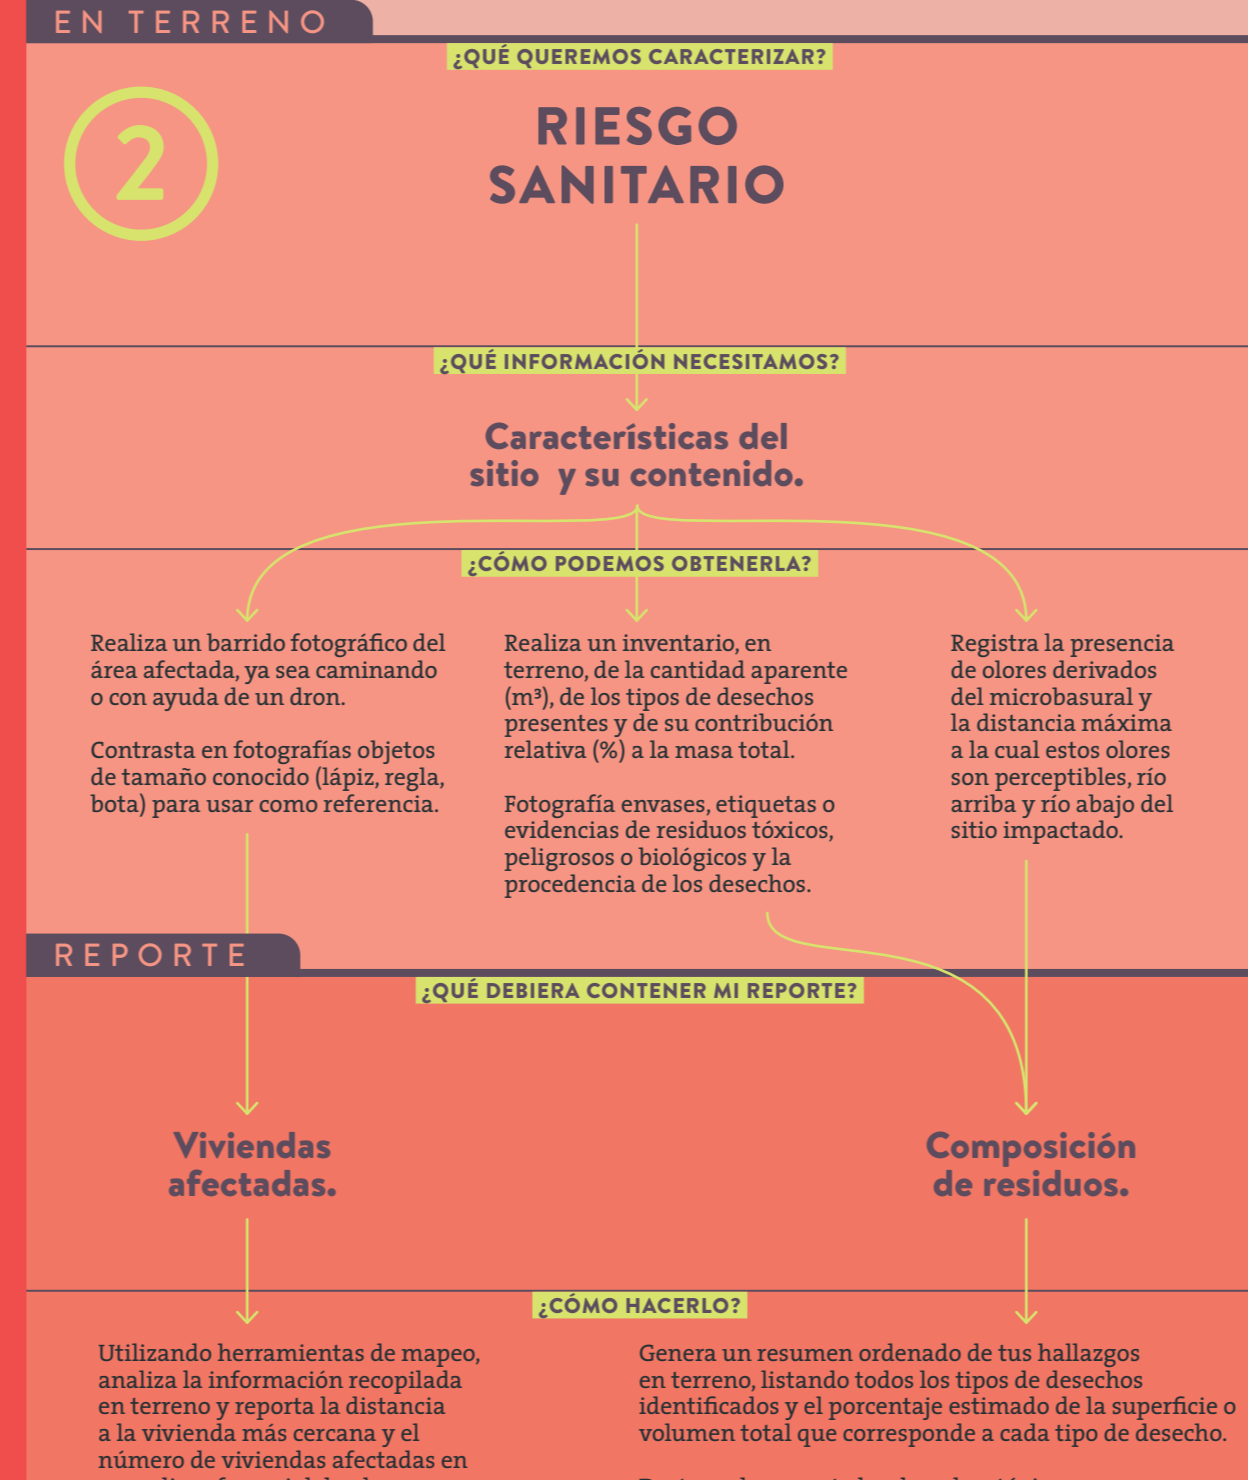 EN TERRENO
¿QUÉ QUEREMOS CARACTERIZAR?
2
RIESGO
SANITARIO
¿QUÉ INFORMACIÓN NECESITAMOS?
Características del
sitio y su contenido.
¿CÓMO PODEMOS OBTENERLA?
Realiza un barrido fotográfico del
área afectada, ya sea caminando
o con ayuda de un dron.
Contrasta en fotografías objetos
de tamaño conocido (lápiz, regla,
bota) para usar como referencia.
Realiza un inventario, en
terreno, de la cantidad aparente
(m³), de los tipos de desechos
presentes y de su contribución
relativa (%) a la masa total.
Fotografía envases, etiquetas o
evidencias de residuos tóxicos,
peligrosos o biológicos y la
procedencia de los desechos.
Registra la presencia
de olores derivados
del microbasural y
la distancia máxima
a la cual estos olores
son perceptibles, río
arriba y río abajo del
sitio impactado.
REPORTE
¿QUÉ DEBIERA CONTENER MI REPORTE?
Viviendas
afectadas.
Composición
de residuos.
¿CÓMO HACERLO?
Utilizando herramientas de mapeo,
analiza la información recopilada
en terreno y reporta la distancia
a la vivienda más cercana y el
número de viviendas afectadas en
Genera un resumen ordenado de tus hallazgos
en terreno, listando todos los tipos de desechos
identificados y el porcentaje estimado de la superficie o
volumen total que corresponde a cada tipo de desecho.